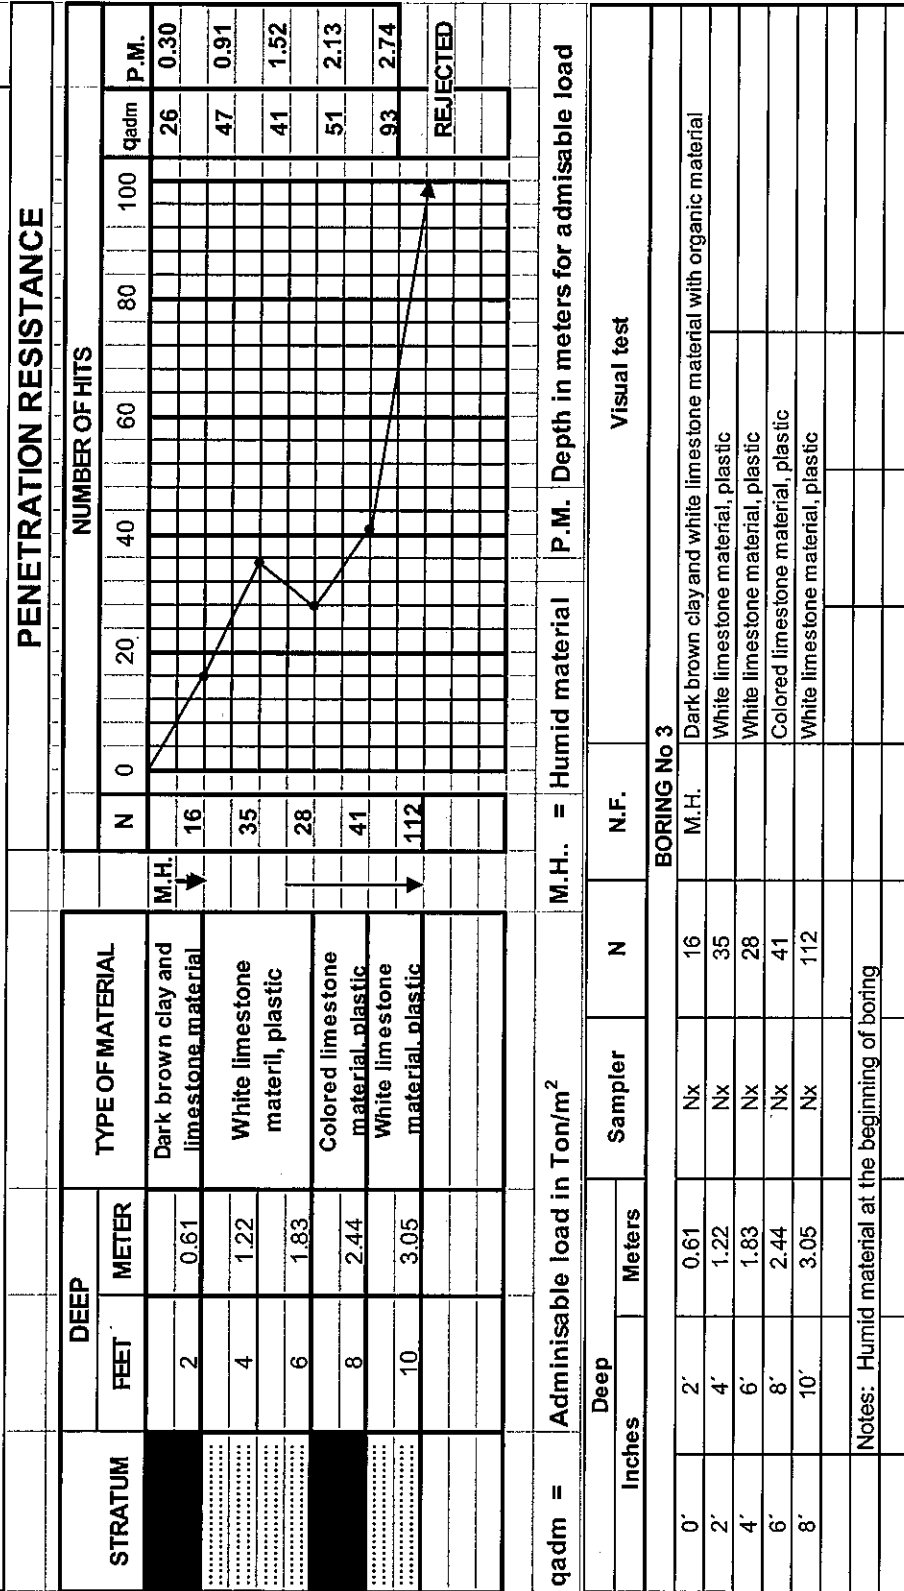 PENETRATION RESISTANCE
DEEP NUMBER OF HITS
STRATUM FEET METER TYPE OF MATERIAL N 0 20 40 60 80 100 qadm P.M.
M.H.
Dark brown clay and 26 0.30
2 0.61 limestone material 16
47 0.91
4 1.22 White limestone 35
materil, plastic 41 1.52
6 1.83 28
Colored limestone 51 2.13
8 2.44 material, plastic 41
White limestone 93 2.74
10 3.05 material, plastic 112
REJECTED
qadm = Adminisable load in Ton/m² M.H.. = Humid material P.M. Depth in meters for admisable load
Deep Sampler N N.F. Visual test
Inches Meters
BORING No 3
0´ 2´ 0.61 Nx 16 M.H. Dark brown clay and white limestone material with organic material
2´ 4´ 1.22 Nx 35 White limestone material, plastic
4´ 6´ 1.83 Nx 28 White limestone material, plastic
6´ 8´ 2.44 Nx 41 Colored limestone material, plastic
8´ 10´ 3.05 Nx 112 White limestone material, plastic
Notes: Humid material at the beginning of boring